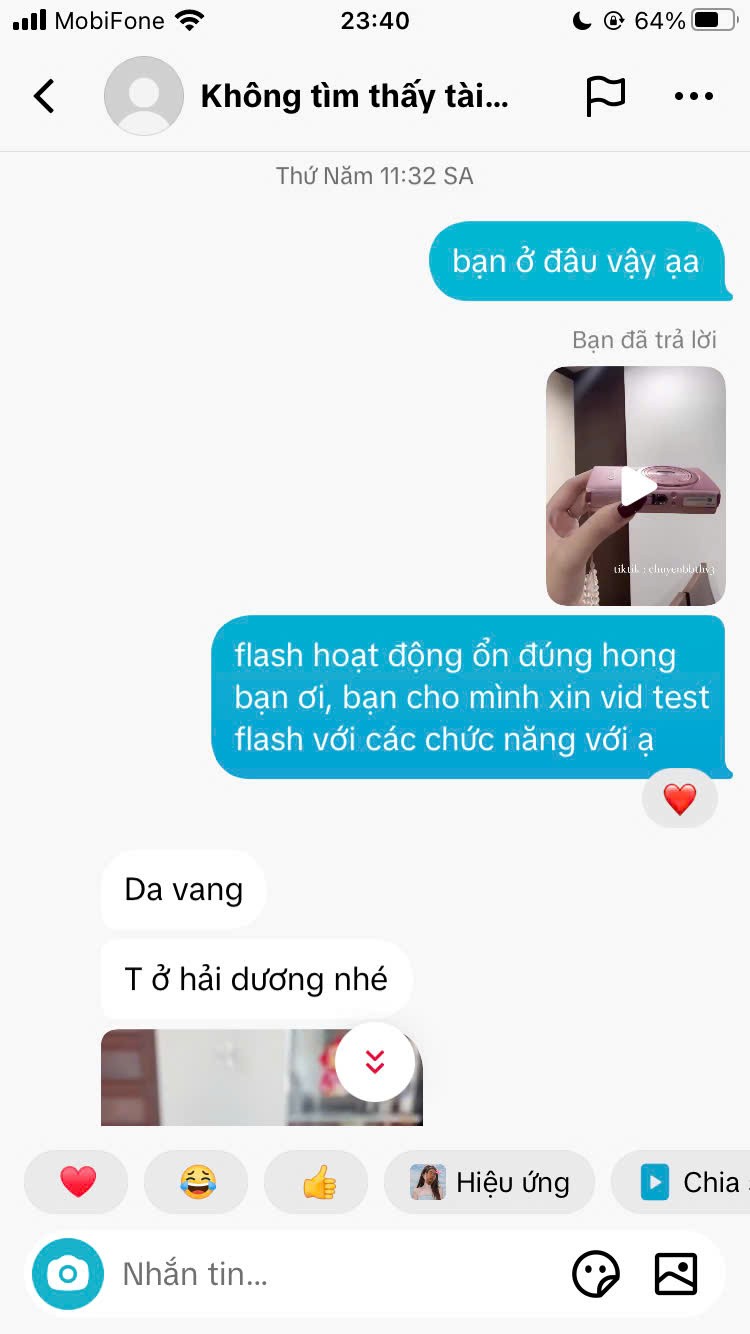 MobiFone
23:40
64%
Không tìm thấy tài...
Thứ Năm 11:32 SA
bạn ở đâu vậy ạa
Bạn đã trả lời
tiktik : chuyenbbthv3
flash hoạt động ổn đúng hong
bạn ơi, bạn cho mình xin vid test
flash với các chức năng với ạ
Da vang
T ở hải dương nhé
Hiệu ứng
Chia
Nhắn tin...